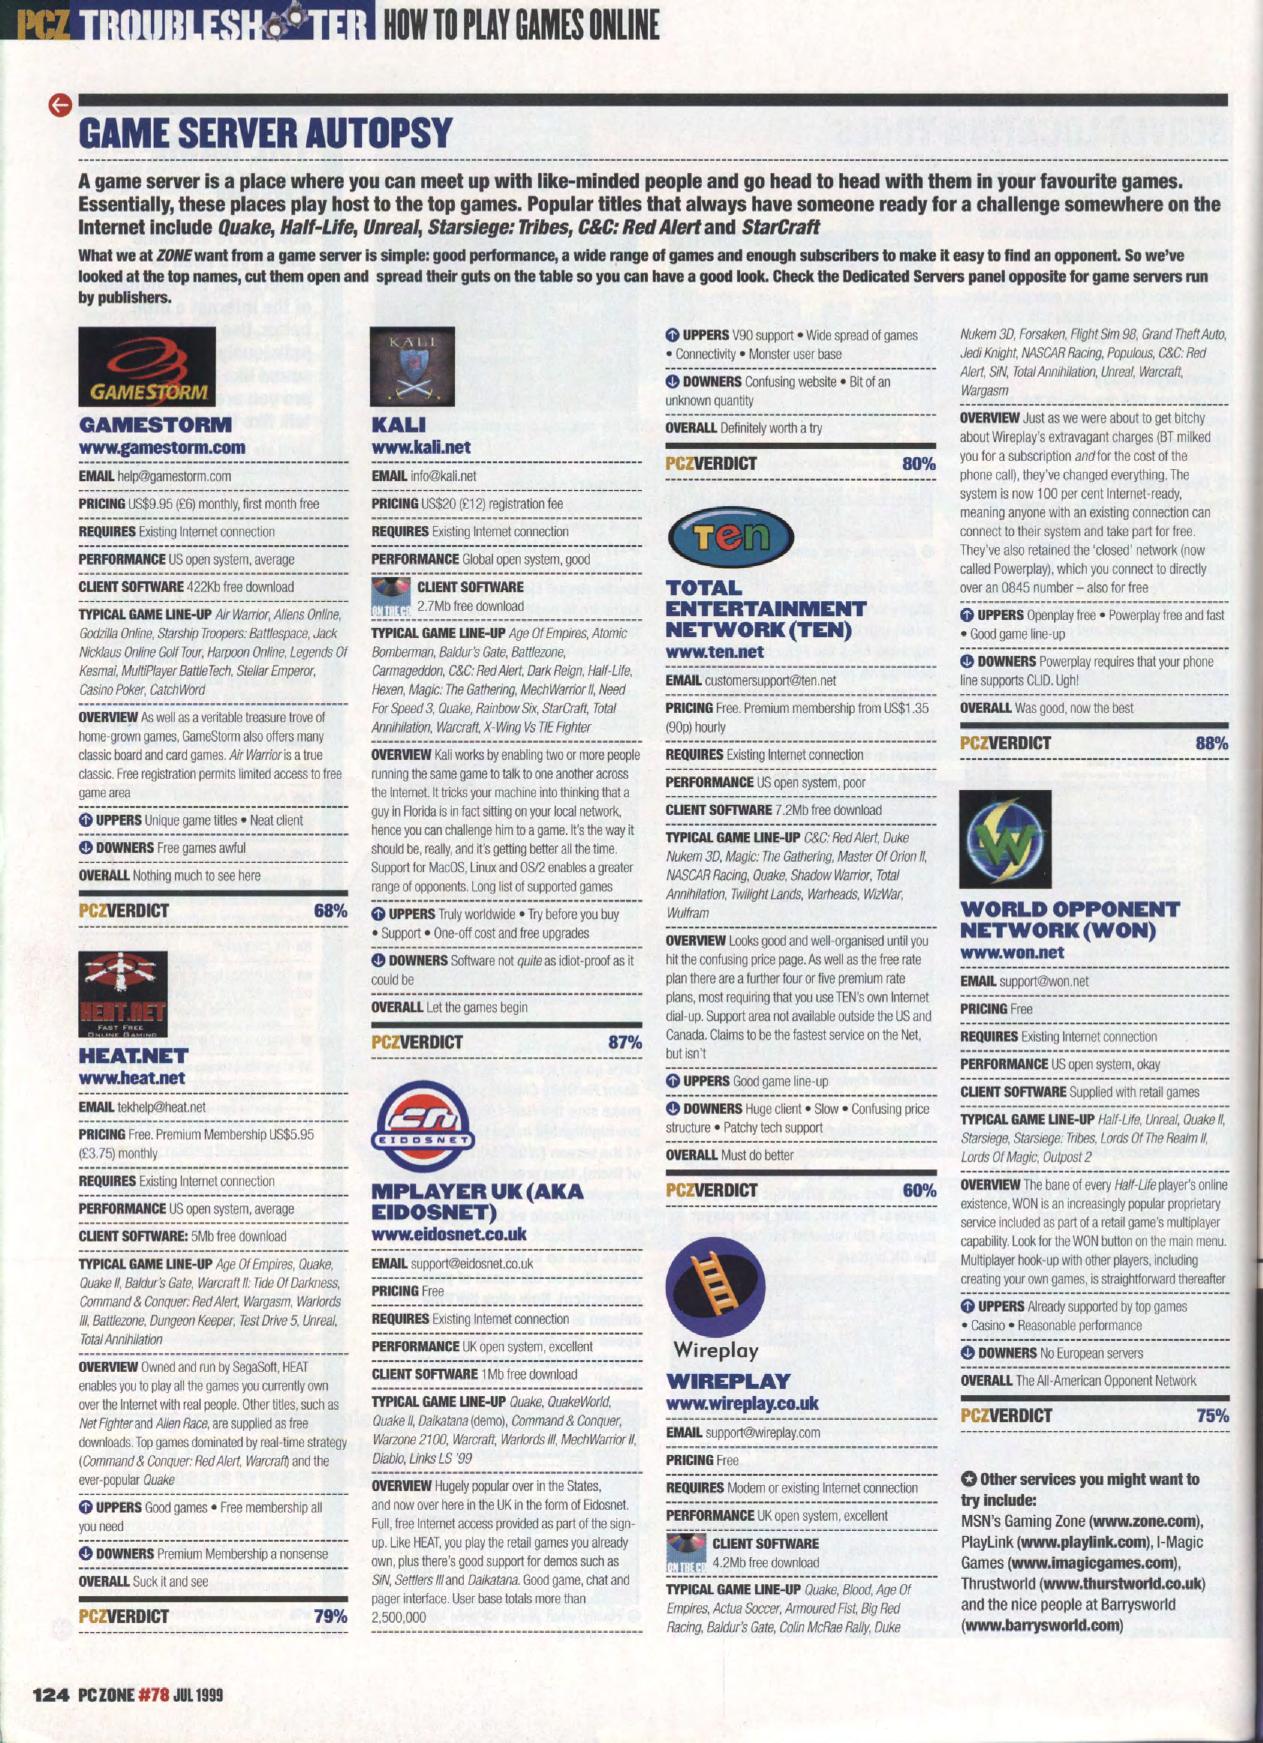 PCZ TROUBLESHOOTER HOW TO PLAY GAMES ONLINE
GAME SERVER AUTOPSY
A game server is a place where you can meet up with like-minded people and go head to head with them in your favourite games.
Essentially, these places play host to the top games. Popular titles that always have someone ready for a challenge somewhere on the
Internet include Quake, Half-Life, Unreal, Starsiege: Tribes, C&C: Red Alert and StarCraft
What we at ZONE want from a game server is simple: good performance, a wide range of games and enough subscribers to make it easy to find an opponent. So we've
looked at the top names, cut them open and spread their guts on the table so you can have a good look. Check the Dedicated Servers panel opposite for game servers run
by publishers.
GAMESTORM
GAMESTORM
www.gamestorm.com
EMAIL help@gamestorm.com
PRICING US$9.95 (£6) monthly, first month free
REQUIRES Existing Internet connection
PERFORMANCE US open system, average
CLIENT SOFTWARE 422Kb free download
TYPICAL GAME LINE-UP Air Warrior, Aliens Online,
Godzilla Online, Starship Troopers: Battlespace, Jack
Nicklaus Online Golf Tour, Harpoon Online, Legends Of
Kesmai, MultiPlayer BattleTech, Stellar Emperor,
Casino Poker, CatchWord
OVERVIEW As well as a veritable treasure trove of
home-grown games, GameStorm also offers many
classic board and card games. Air Warrior is a true
classic. Free registration permits limited access to free
game area
UPPERS Unique game titles • Neat client
DOWNERS Free games awful
OVERALL Nothing much to see here
PCZVERDICT 68%
HEAT.NET
FAST FREE
ONLINE GAMING
HEAT.NET
www.heat.net
EMAIL tekhelp@heat.net
PRICING Free. Premium Membership US$5.95
(£3.75) monthly
REQUIRES Existing Internet connection
PERFORMANCE US open system, average
CLIENT SOFTWARE: 5Mb free download
TYPICAL GAME LINE-UP Age Of Empires, Quake,
Quake II, Baldur's Gate, Warcraft II: Tide Of Darkness,
Command & Conquer: Red Alert, Wargasm, Warlords
III, Battlezone, Dungeon Keeper, Test Drive 5, Unreal,
Total Annihilation
OVERVIEW Owned and run by SegaSoft, HEAT
enables you to play all the games you currently own
over the Internet with real people. Other titles, such as
Net Fighter and Alien Race, are supplied as free
downloads. Top games dominated by real-time strategy
(Command & Conquer: Red Alert, Warcraft) and the
ever-popular Quake
UPPERS Good games • Free membership all
you need
DOWNERS Premium Membership a nonsense
OVERALL Suck it and see
PCZVERDICT 79%
KALI
KALI
www.kali.net
EMAIL info@kali.net
PRICING US$20 (£12) registration fee
REQUIRES Existing Internet connection
PERFORMANCE Global open system, good
ON THE CD
CLIENT SOFTWARE
2.7Mb free download
TYPICAL GAME LINE-UP Age Of Empires, Atomic
Bomberman, Baldur's Gate, Battlezone,
Carmageddon, C&C: Red Alert, Dark Reign, Half-Life,
Hexen, Magic: The Gathering, MechWarrior II, Need
For Speed 3, Quake, Rainbow Six, StarCraft, Total
Annihilation, Warcraft, X-Wing Vs TIE Fighter
OVERVIEW Kali works by enabling two or more people
running the same game to talk to one another across
the Internet. It tricks your machine into thinking that a
guy in Florida is in fact sitting on your local network,
hence you can challenge him to a game. It's the way it
should be, really, and it's getting better all the time.
Support for MacOS, Linux and OS/2 enables a greater
range of opponents. Long list of supported games
UPPERS Truly worldwide • Try before you buy
• Support • One-off cost and free upgrades
DOWNERS Software not quite as idiot-proof as it
could be
OVERALL Let the games begin
PCZVERDICT 87%
EIDOSNET
MPLAYER UK (AKA
EIDOSNET)
www.eidosnet.co.uk
EMAIL support@eidosnet.co.uk
PRICING Free
REQUIRES Existing Internet connection
PERFORMANCE UK open system, excellent
CLIENT SOFTWARE 1Mb free download
TYPICAL GAME LINE-UP Quake, QuakeWorld,
Quake II, Daikatana (demo), Command & Conquer,
Warzone 2100, Warcraft, Warlords III, MechWarrior II,
Diablo, Links LS '99
OVERVIEW Hugely popular over in the States,
and now over here in the UK in the form of Eidosnet.
Full, free Internet access provided as part of the sign-
up. Like HEAT, you play the retail games you already
own, plus there's good support for demos such as
SiN, Settlers III and Daikatana. Good game, chat and
pager interface. User base totals more than
2,500,000
UPPERS V90 support • Wide spread of games
• Connectivity • Monster user base
DOWNERS Confusing website • Bit of an
unknown quantity
OVERALL Definitely worth a try
PCZVERDICT 80%
Ten
TOTAL
ENTERTAINMENT
NETWORK (TEN)
www.ten.net
EMAIL customersupport@ten.net
PRICING Free. Premium membership from US$1.35
(90p) hourly
REQUIRES Existing Internet connection
PERFORMANCE US open system, poor
CLIENT SOFTWARE 7.2Mb free download
TYPICAL GAME LINE-UP C&C: Red Alert, Duke
Nukem 3D, Magic: The Gathering, Master Of Orion II,
NASCAR Racing, Quake, Shadow Warrior, Total
Annihilation, Twilight Lands, Warheads, WizWar,
Wulfram
OVERVIEW Looks good and well-organised until you
hit the confusing price page. As well as the free rate
plan there are a further four or five premium rate
plans, most requiring that you use TEN's own Internet
dial-up. Support area not available outside the US and
Canada. Claims to be the fastest service on the Net,
but isn't
UPPERS Good game line-up
DOWNERS Huge client • Slow • Confusing price
structure • Patchy tech support
OVERALL Must do better
PCZVERDICT 60%
Wireplay
WIREPLAY
www.wireplay.co.uk
EMAIL support@wireplay.com
PRICING Free
REQUIRES Modem or existing Internet connection
PERFORMANCE UK open system, excellent
ON THE CD
CLIENT SOFTWARE
4.2Mb free download
TYPICAL GAME LINE-UP Quake, Blood, Age Of
Empires, Actua Soccer, Armoured Fist, Big Red
Racing, Baldur's Gate, Colin McRae Rally, Duke
Nukem 3D, Forsaken, Flight Sim 98, Grand Theft Auto,
Jedi Knight, NASCAR Racing, Populous, C&C: Red
Alert, SiN, Total Annihilation, Unreal, Warcraft,
Wargasm
OVERVIEW Just as we were about to get bitchy
about Wireplay's extravagant charges (BT milked
you for a subscription and for the cost of the
phone call), they've changed everything. The
system is now 100 per cent Internet-ready,
meaning anyone with an existing connection can
connect to their system and take part for free.
They've also retained the 'closed' network (now
called Powerplay), which you connect to directly
over an 0845 number – also for free
UPPERS Openplay free • Powerplay free and fast
• Good game line-up
DOWNERS Powerplay requires that your phone
line supports CLID. Ugh!
OVERALL Was good, now the best
PCZVERDICT 88%
W
WORLD OPPONENT
NETWORK (WON)
www.won.net
EMAIL support@won.net
PRICING Free
REQUIRES Existing Internet connection
PERFORMANCE US open system, okay
CLIENT SOFTWARE Supplied with retail games
TYPICAL GAME LINE-UP Half-Life, Unreal, Quake II,
Starsiege, Starsiege: Tribes, Lords Of The Realm II,
Lords Of Magic, Outpost 2
OVERVIEW The bane of every Half-Life player's online
existence, WON is an increasingly popular proprietary
service included as part of a retail game's multiplayer
capability. Look for the WON button on the main menu.
Multiplayer hook-up with other players, including
creating your own games, is straightforward thereafter
UPPERS Already supported by top games
• Casino • Reasonable performance
DOWNERS No European servers
OVERALL The All-American Opponent Network
PCZVERDICT 75%
Other services you might want to
try include:
MSN's Gaming Zone (www.zone.com),
PlayLink (www.playlink.com), I-Magic
Games (www.imagicgames.com),
Thrustworld (www.thurstworld.co.uk)
and the nice people at Barrysworld
(www.barrysworld.com)
124 PC ZONE #78 JUL 1999